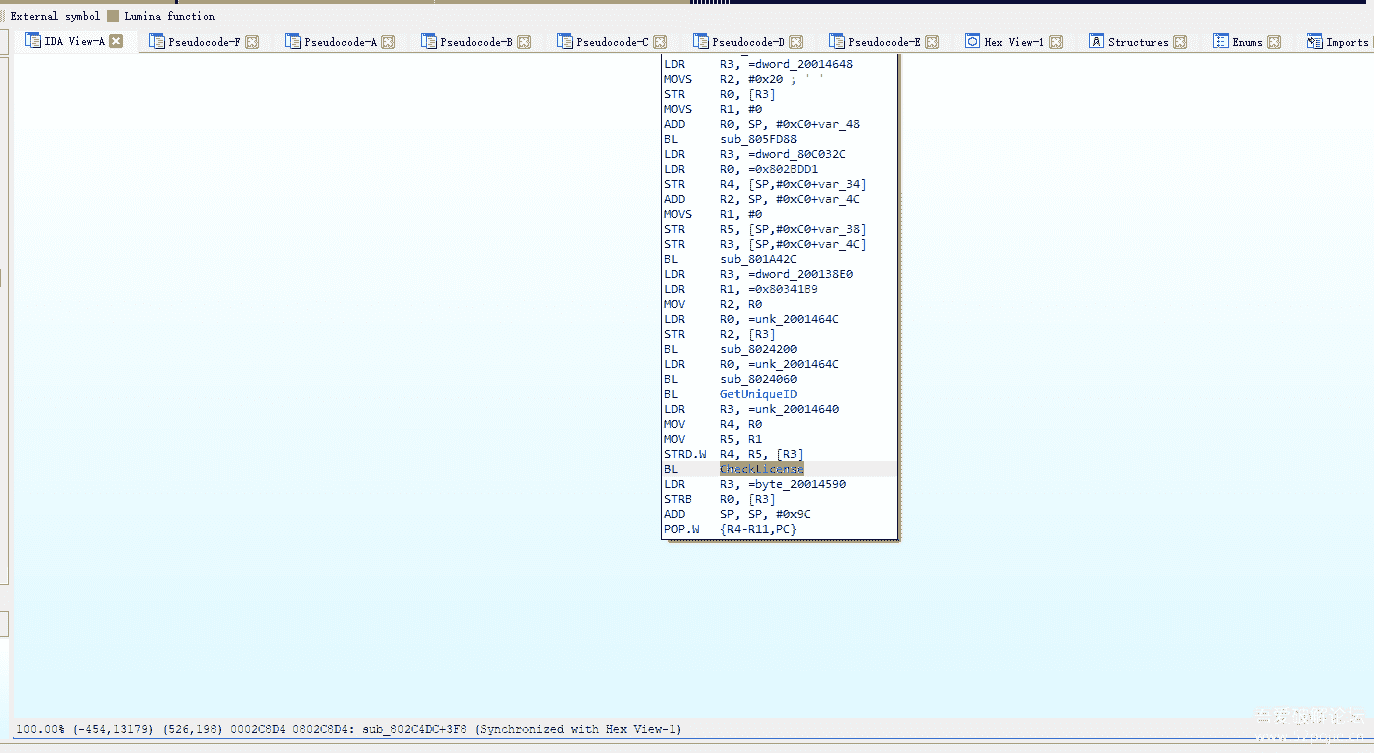 External symbol Lumina function
IDA View-A Pseudocode-F Pseudocode-A Pseudocode-B Pseudocode-C Pseudocode-D Pseudocode-E Hex View-1 Structures Enums Imports
LDR R3, =dword_20014648
MOVS R2, #0x20 ; ' '
STR R0, [R3]
MOVS R1, #0
ADD R0, SP, #0xC0+var_48
BL sub_805FD88
LDR R3, =dword_80C032C
LDR R0, =0x802BDD1
STR R4, [SP,#0xC0+var_34]
ADD R2, SP, #0xC0+var_4C
MOVS R1, #0
STR R5, [SP,#0xC0+var_38]
STR R3, [SP,#0xC0+var_4C]
BL sub_801A42C
LDR R3, =dword_200138E0
LDR R1, =0x80341B9
MOV R2, R0
LDR R0, =unk_2001464C
STR R2, [R3]
BL sub_8024200
LDR R0, =unk_2001464C
BL sub_8024060
BL GetUniqueID
LDR R3, =unk_20014640
MOV R4, R0
MOV R5, R1
STRD.W R4, R5, [R3]
BL CheckLicense
LDR R3, =byte_20014590
STRB R0, [R3]
ADD SP, SP, #0x9C
POP.W {R4-R11,PC}
100.00% (-454,13179) (526,198) 0002C8D4 0802C8D4: sub_802C4DC+3F8 (Synchronized with Hex View-1)